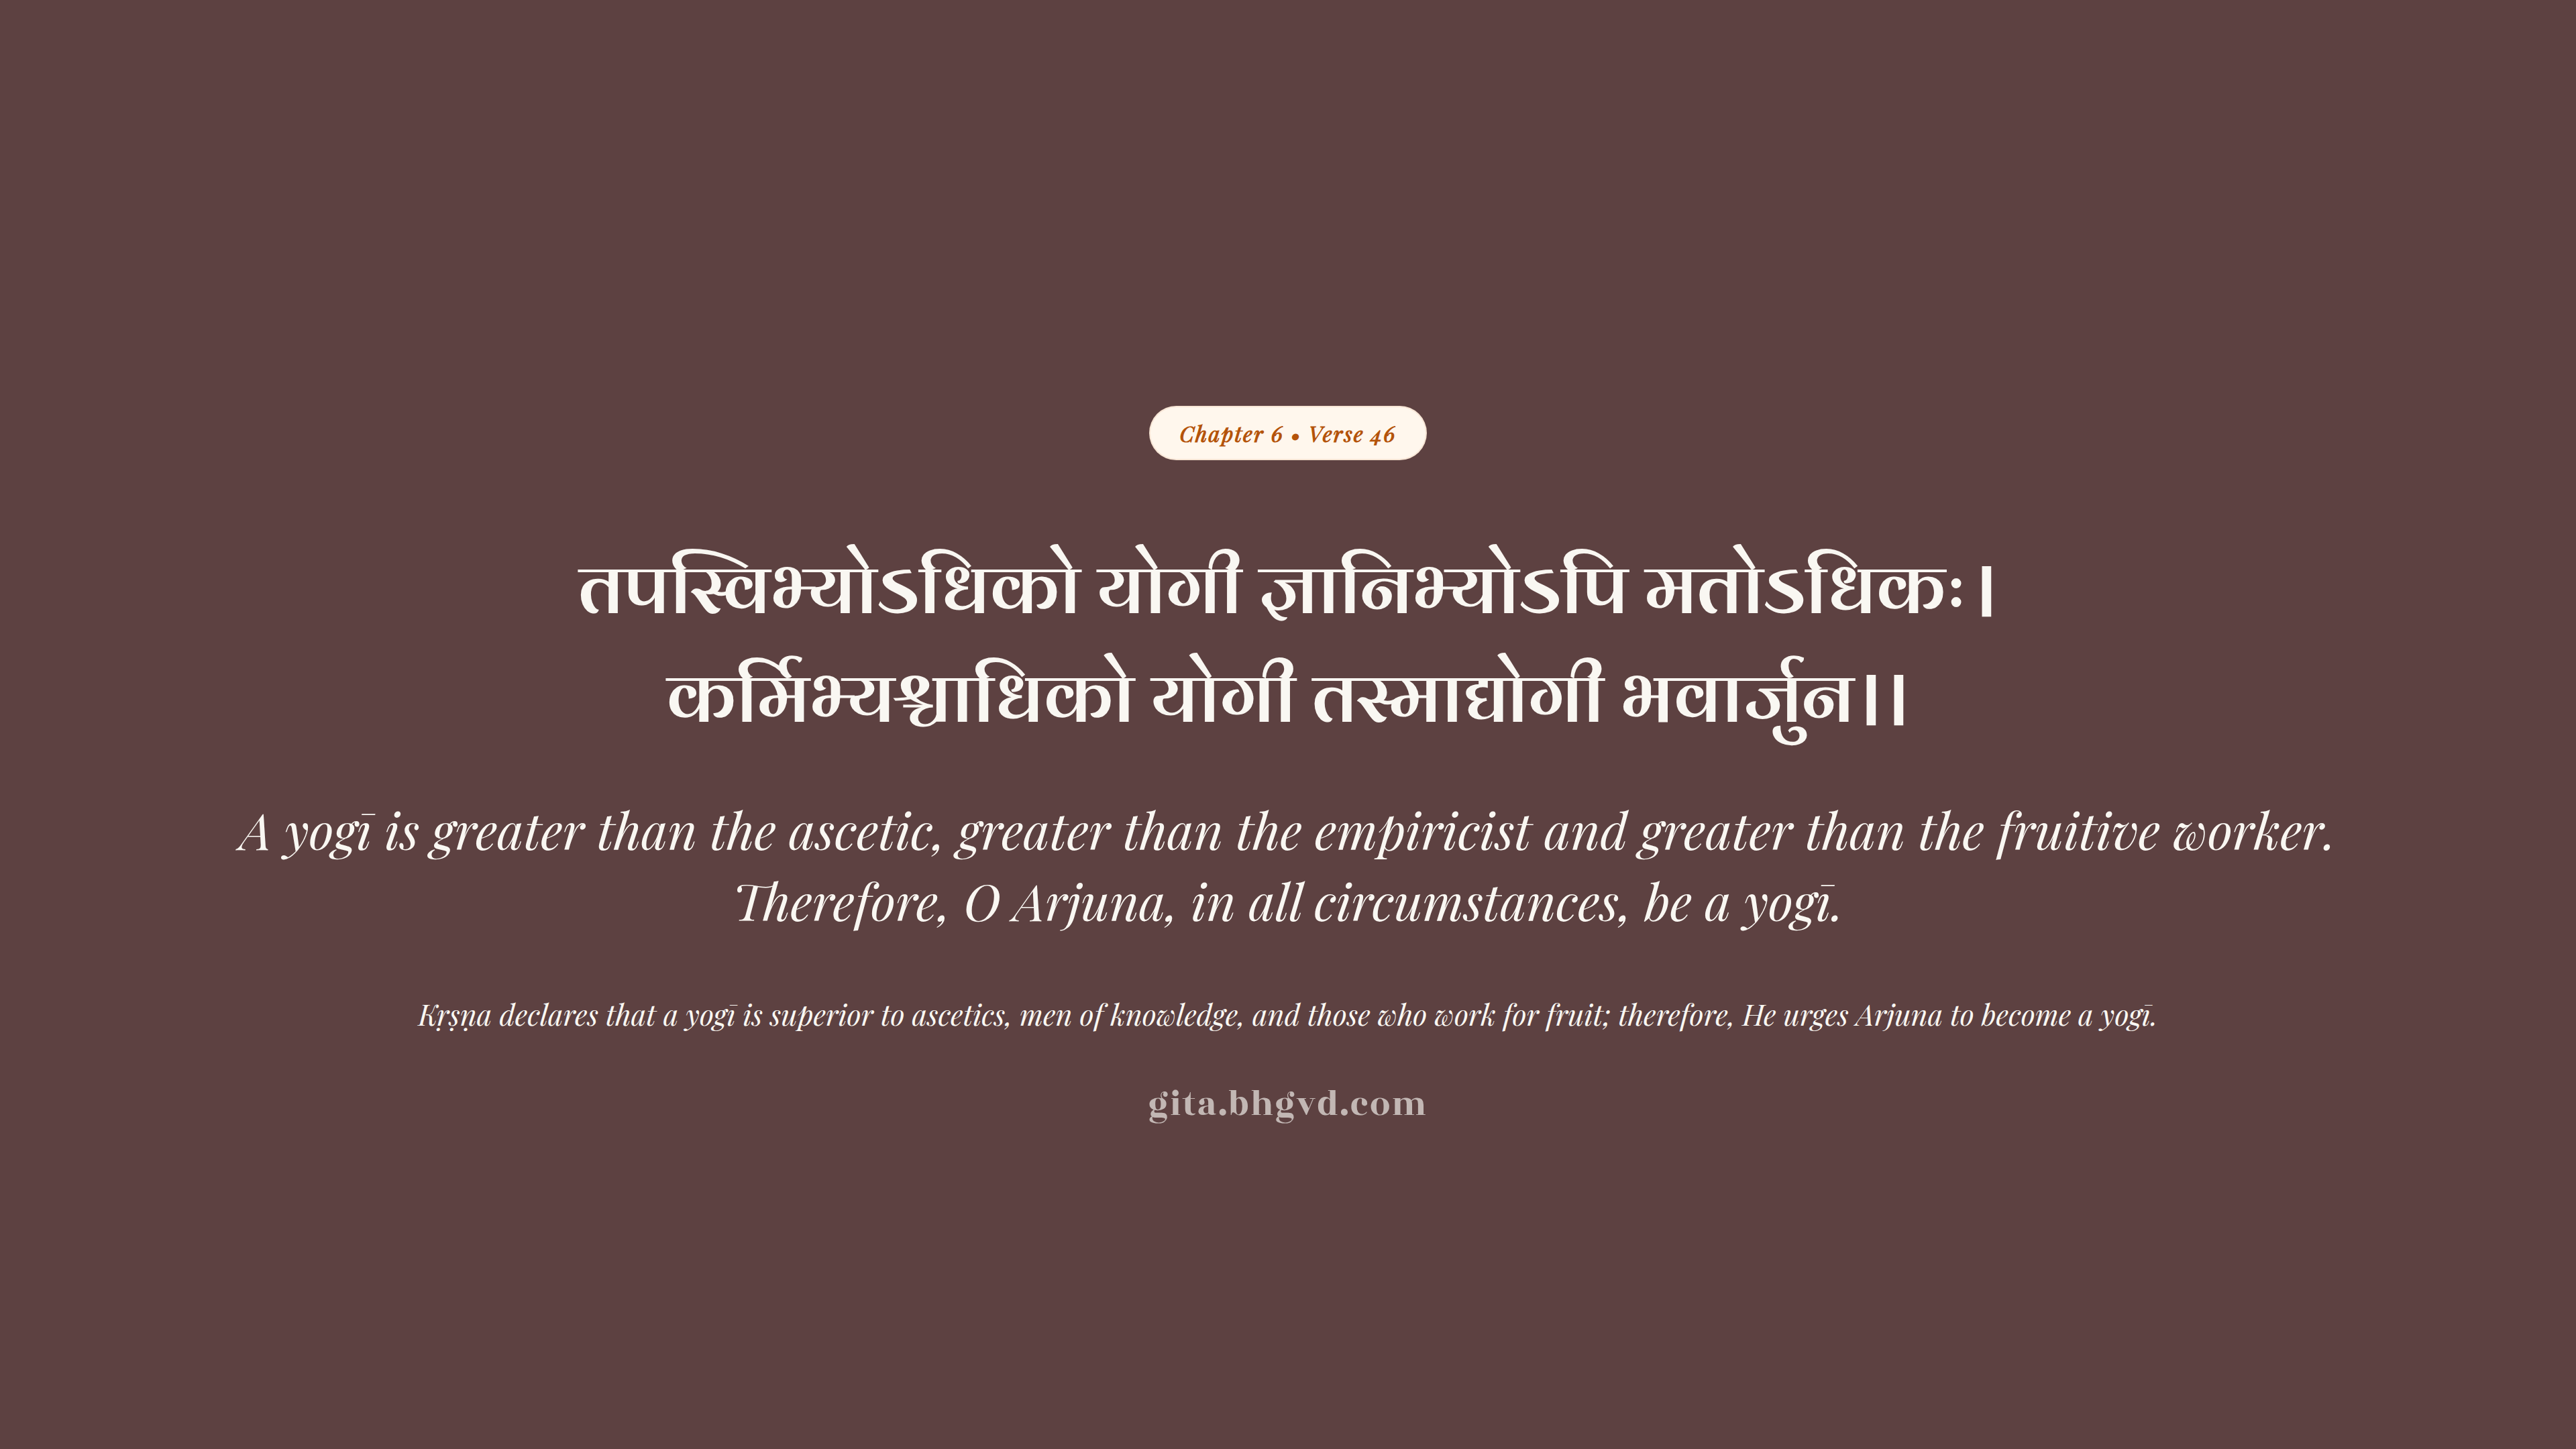 Chapter 6 • Verse 46
तपस्विभ्योऽधिको योगी ज्ञानिभ्योऽपि मतोऽधिकः।
कर्मिभ्यश्चाधिको योगी तस्माद्योगी भवार्जुन।।
A yogī is greater than the ascetic, greater than the empiricist and greater than the fruitive worker.
Therefore, O Arjuna, in all circumstances, be a yogī.
Kṛṣṇa declares that a yogī is superior to ascetics, men of knowledge, and those who work for fruit; therefore, He urges Arjuna to become a yogī.
gita.bhgvd.com